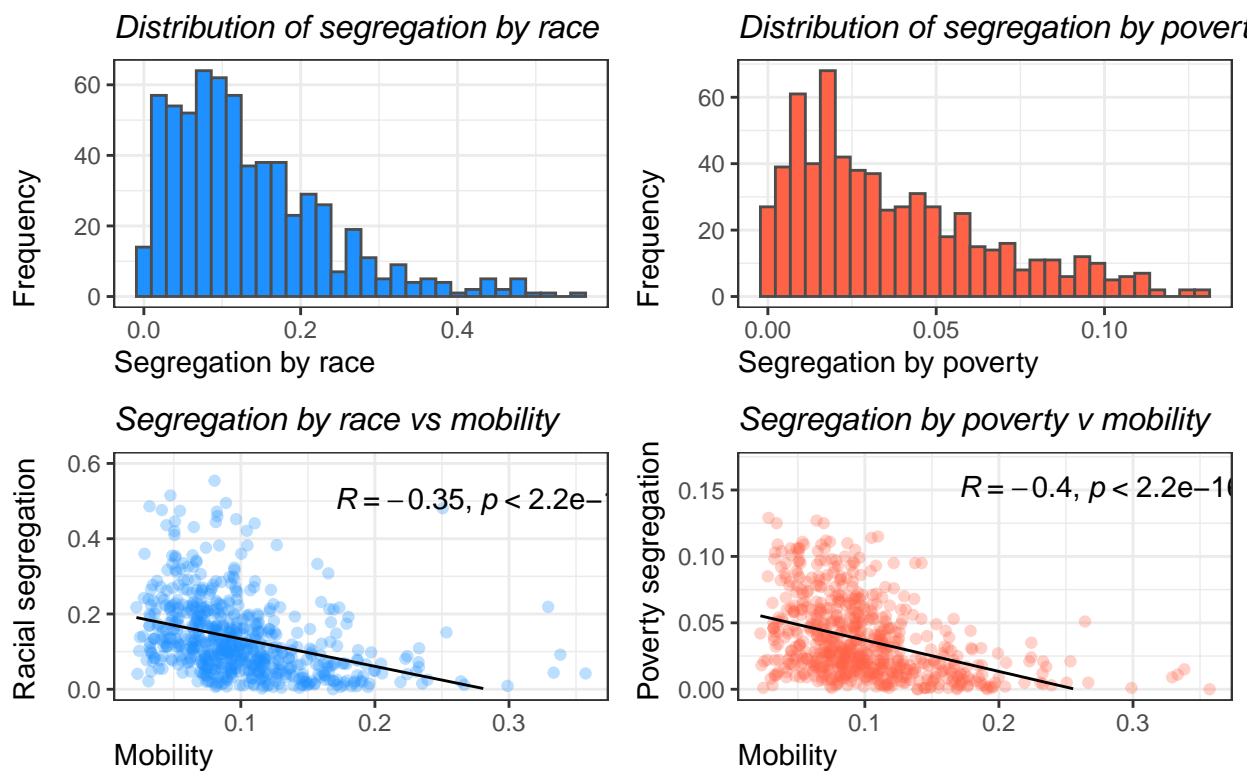 Distribution of segregation by race
Frequency
60
40
20
0
0.0 0.2 0.4
Segregation by race
Distribution of segregation by povert
Frequency
60
40
20
0
0.00 0.05 0.10
Segregation by poverty
Segregation by race vs mobility
Racial segregation
0.6
0.4
0.2
0.0
R = −0.35, p < 2.2e−1
0.1 0.2 0.3
Mobility
Segregation by poverty v mobility
Poverty segregation
0.15
0.10
0.05
0.00
R = −0.4, p < 2.2e−16
0.1 0.2 0.3
Mobility